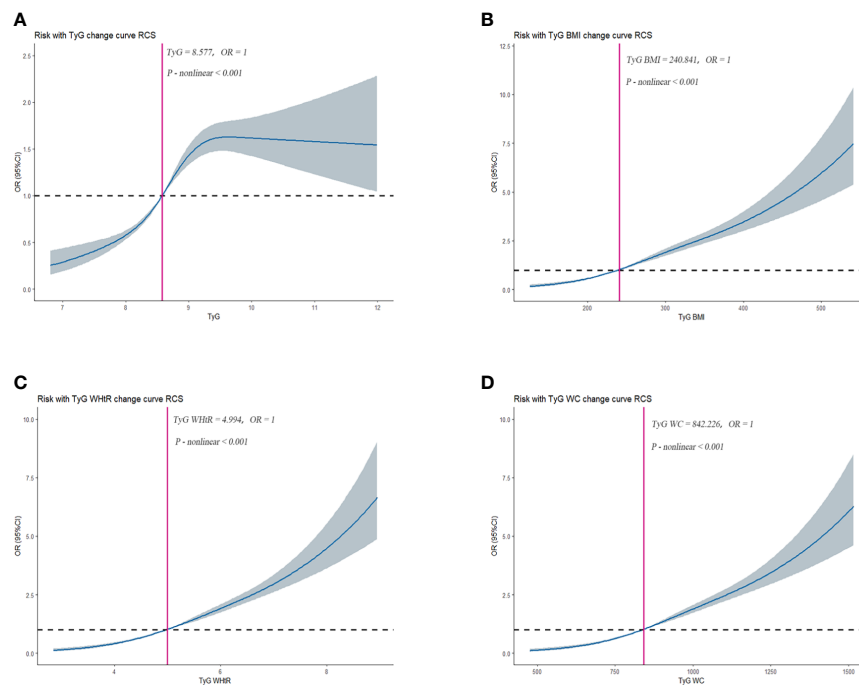 A
Risk with TyG change curve RCS
TyG = 8.577, OR = 1
P - nonlinear < 0.001
2.5
2.0
1.5
1.0
0.5
0.0
OR (95%CI)
7 8 9 10 11 12
TyG
B
Risk with TyG BMI change curve RCS
TyG BMI = 240.841, OR = 1
P - nonlinear < 0.001
12.5
10.0
7.5
5.0
2.5
0.0
OR (95%CI)
200 300 400 500
TyG BMI
C
Risk with TyG WHtR change curve RCS
TyG WHtR = 4.994, OR = 1
P - nonlinear < 0.001
10.0
7.5
5.0
2.5
0.0
OR (95%CI)
4 6 8
TyG WHtR
D
Risk with TyG WC change curve RCS
TyG WC = 842.226, OR = 1
P - nonlinear < 0.001
10.0
7.5
5.0
2.5
0.0
OR (95%CI)
500 750 1000 1250 1500
TyG WC